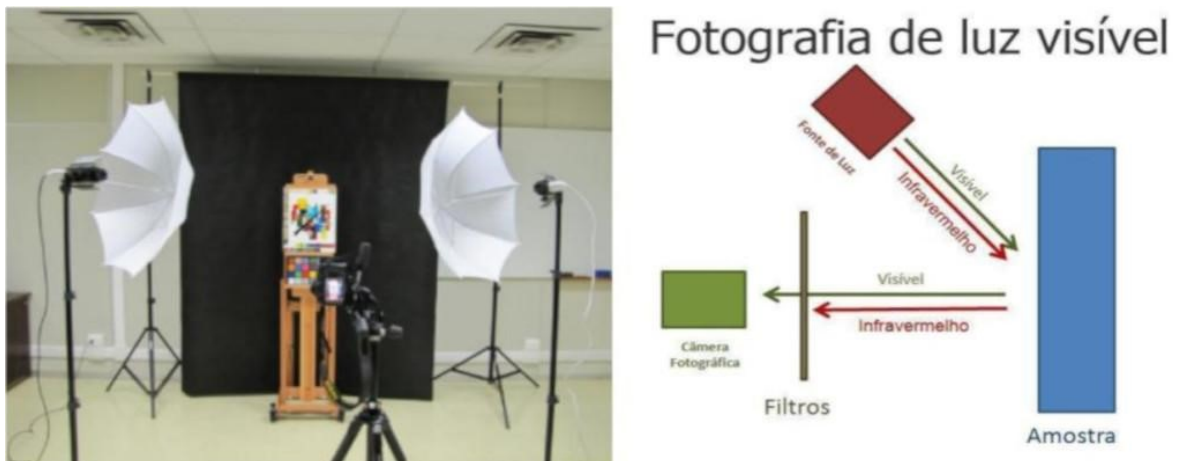 Fotografia de luz visível
Fonte de Luz
Visível
Infravermelho
Visível
Infravermelho
Câmera
Fotográfica
Filtros
Amostra